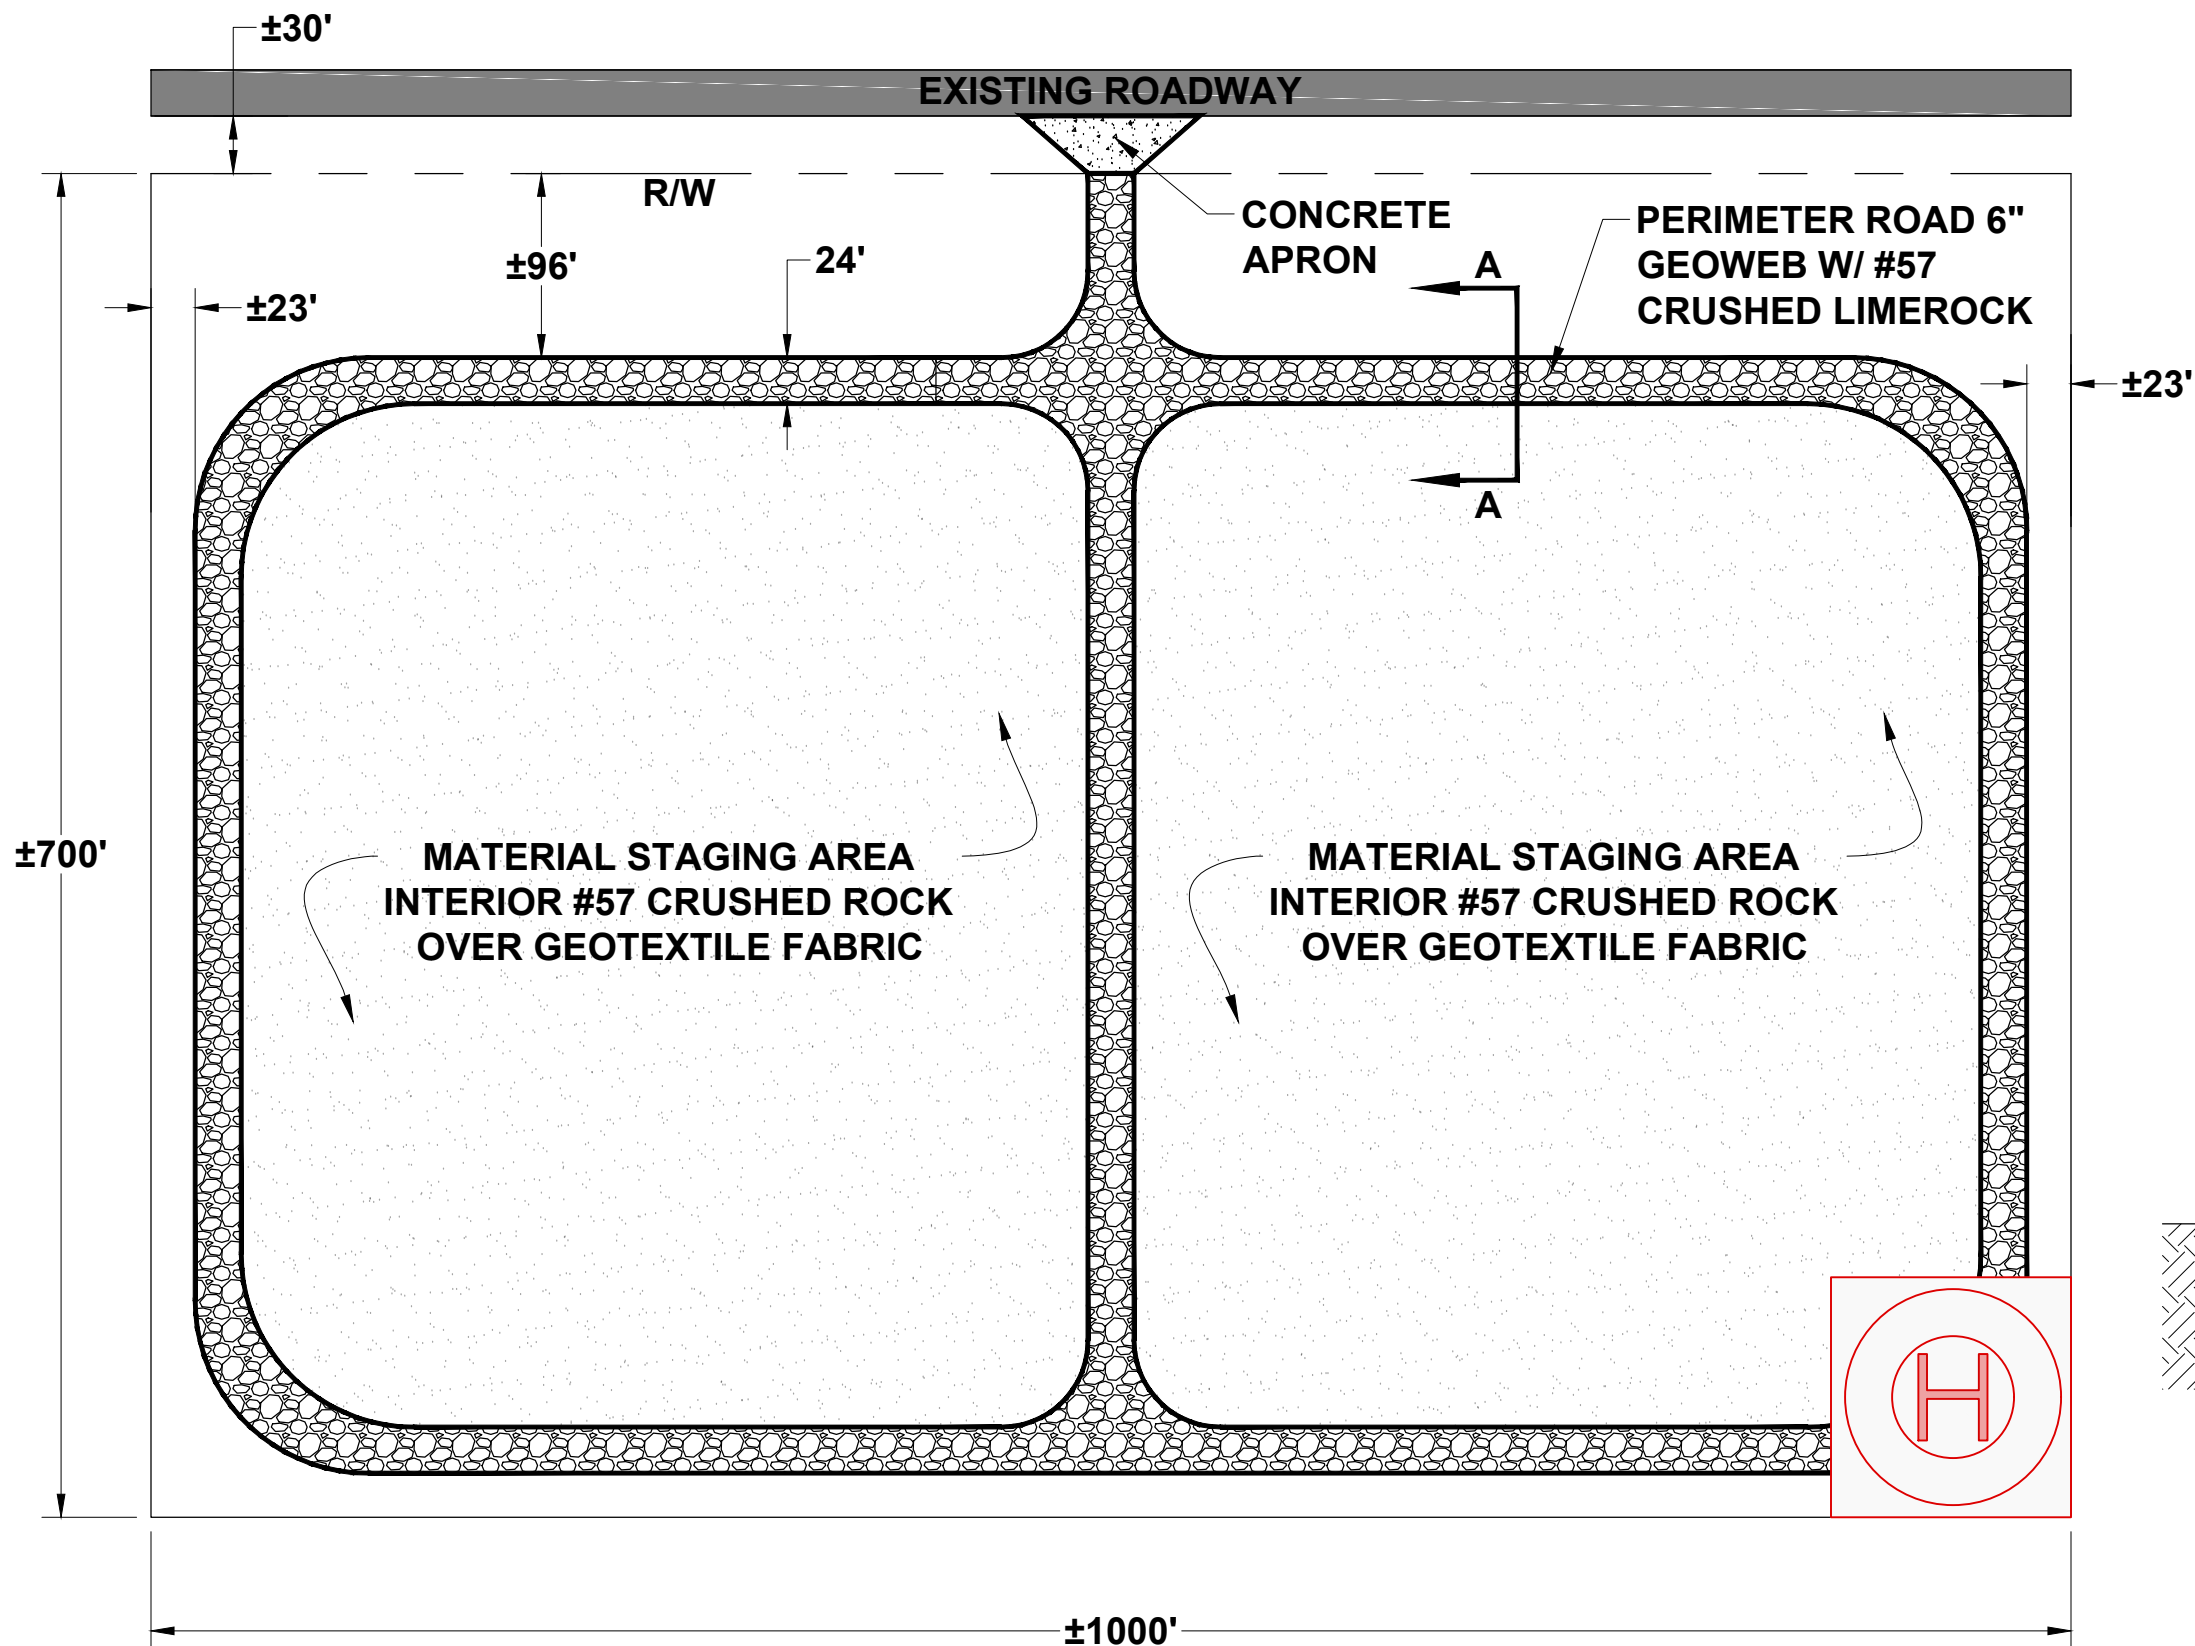 ±30'
EXISTING ROADWAY
R/W
CONCRETE
APRON
PERIMETER ROAD 6"
GEOWEB W/ #57
CRUSHED LIMEROCK
±96'
24'
A
±23'
±23'
A
±700'
MATERIAL STAGING AREA
INTERIOR #57 CRUSHED ROCK
OVER GEOTEXTILE FABRIC
MATERIAL STAGING AREA
INTERIOR #57 CRUSHED ROCK
OVER GEOTEXTILE FABRIC
H
±1000'